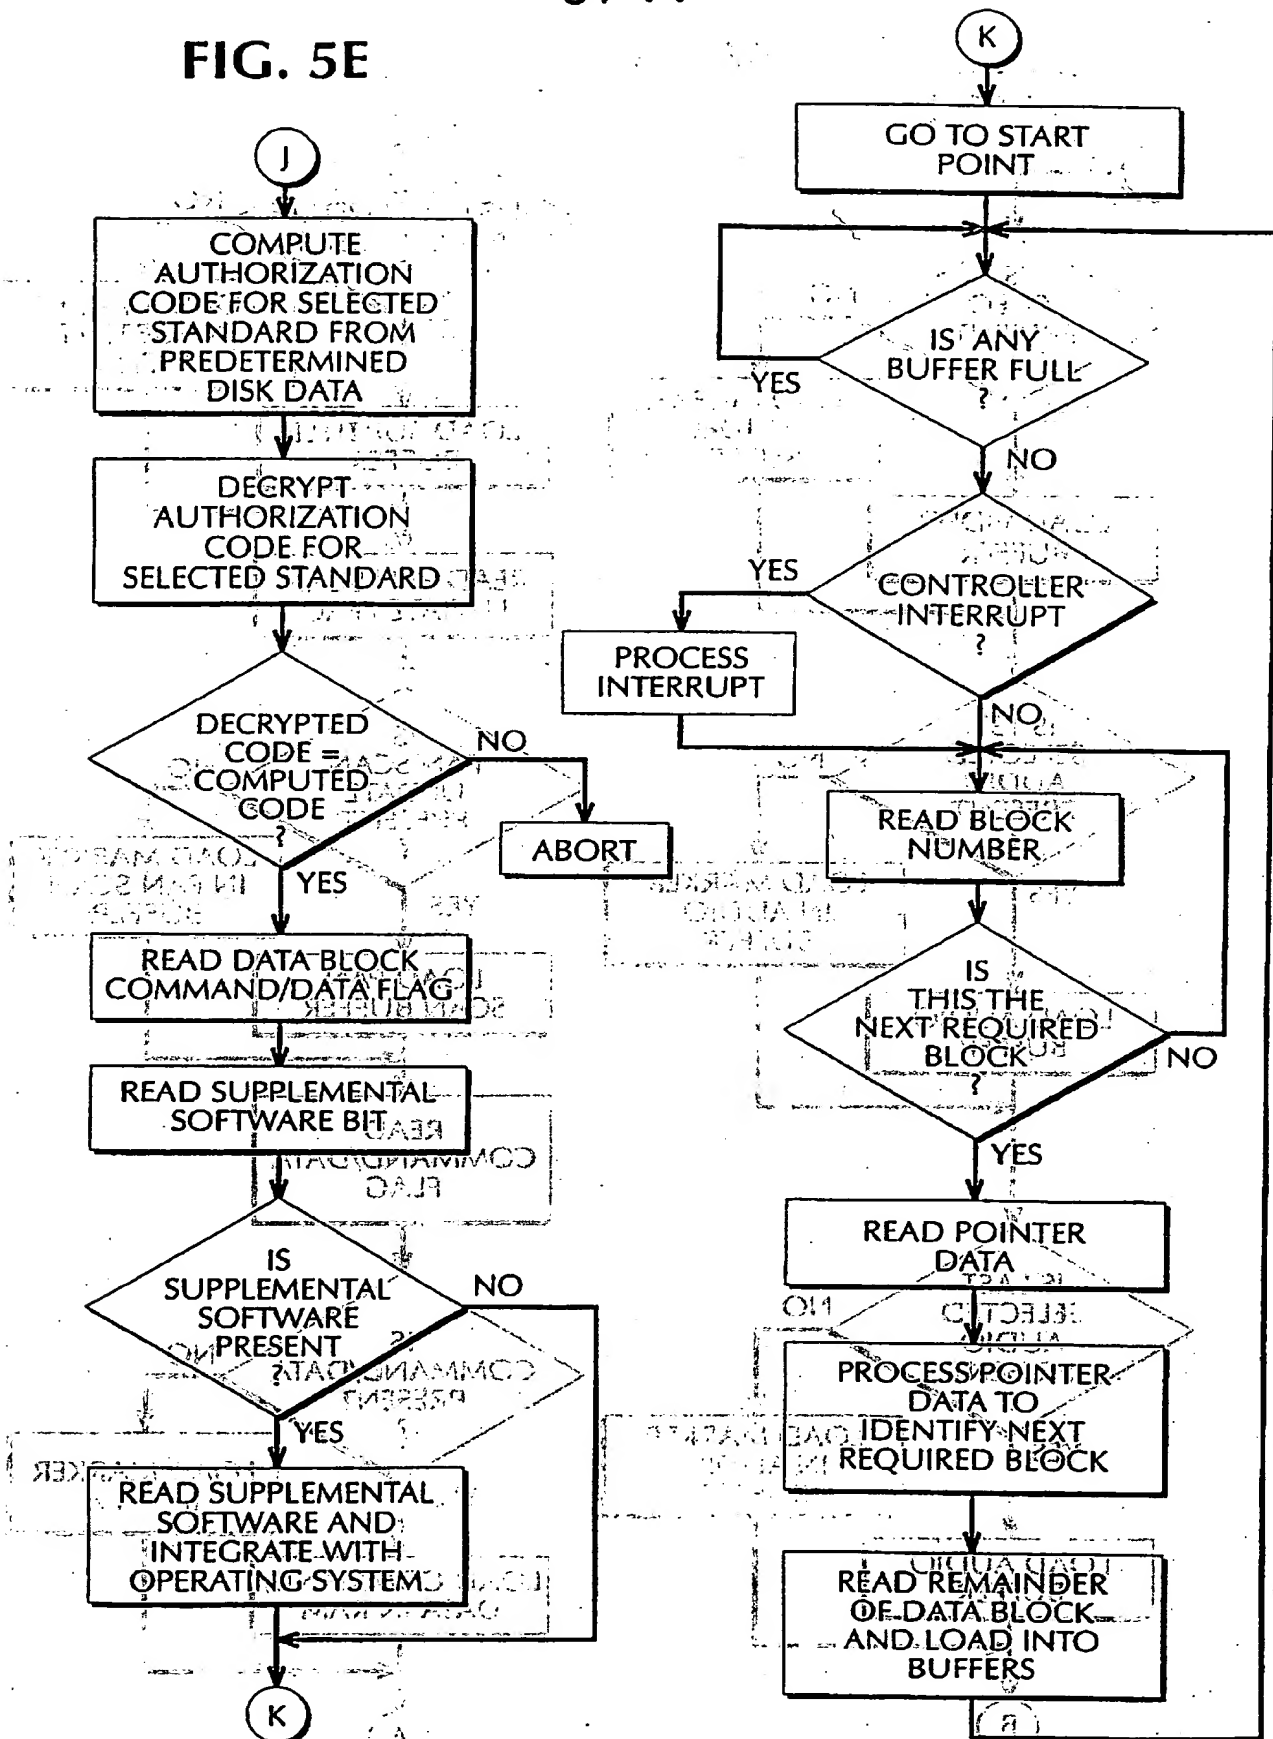 FIG. 5E
J
COMPUTE
AUTHORIZATION
CODE FOR SELECTED
STANDARD FROM
PREDETERMINED
DISK DATA
DECRYPT
AUTHORIZATION
CODE FOR
SELECTED STANDARD
DECRYPTED
CODE =
COMPUTED
CODE
?
NO
ABORT
YES
READ DATA BLOCK
COMMAND/DATA FLAG
READ SUPPLEMENTAL
SOFTWARE BIT
IS
SUPPLEMENTAL
SOFTWARE
PRESENT
?
NO
YES
READ SUPPLEMENTAL
SOFTWARE AND
INTEGRATE WITH
OPERATING SYSTEM
K
K
GO TO START
POINT
IS ANY
BUFFER FULL
?
YES
NO
CONTROLLER
INTERRUPT
?
YES
PROCESS
INTERRUPT
NO
READ BLOCK
NUMBER
IS
THIS THE
NEXT REQUIRED
BLOCK
?
NO
YES
READ POINTER
DATA
PROCESS POINTER
DATA TO
IDENTIFY NEXT
REQUIRED BLOCK
READ REMAINDER
OF DATA BLOCK
AND LOAD INTO
BUFFERS